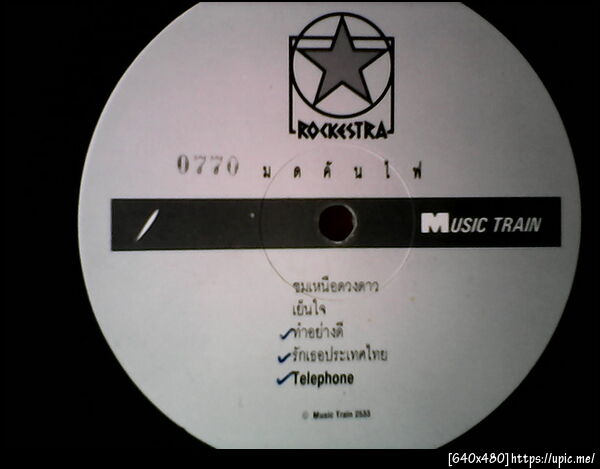 ROCKESTRA
0770 มดคันไฟ
MUSIC TRAIN
ชมเหนือดวงดาว
เย็นใจ
ทำอย่างดี
รักเธอประเทศไทย
Telephone
© Music Train 2533
[640x480] https://upic.me/